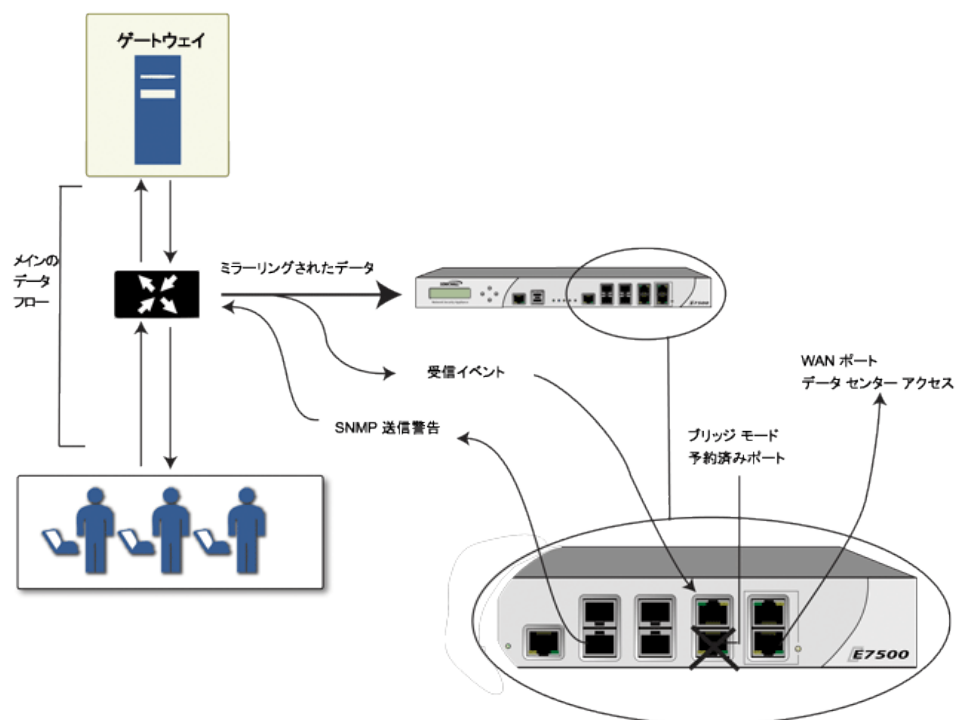 ゲートウェイ
メインの
データ
フロー
ミラーリングされたデータ
E7500
受信イベント
SNMP 送信警告
WAN ポート
データ センター アクセス
ブリッジ モード
予約済みポート
E7500